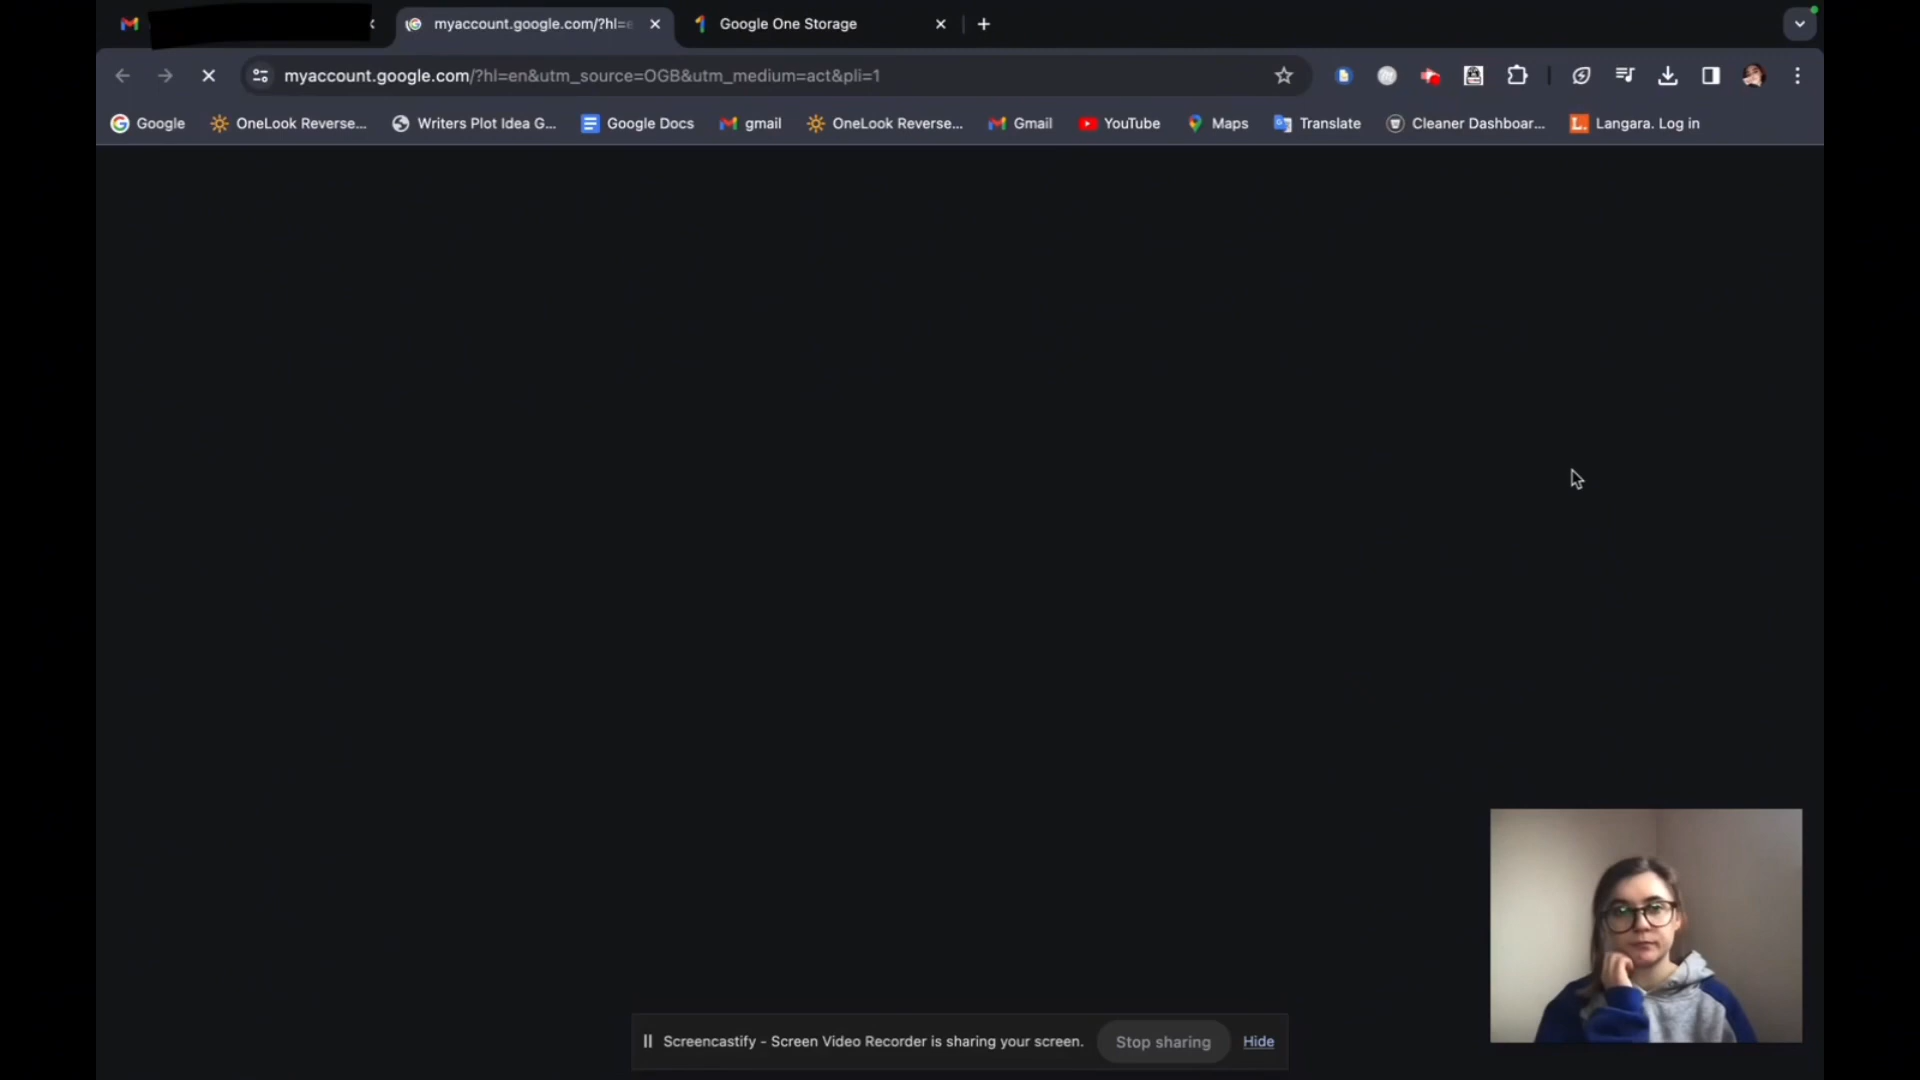 myaccount.google.com/?hl=e
Google One Storage
myaccount.google.com/?hl=en&utm_source=OGB&utm_medium=act&pli=1
Google
OneLook Reverse...
Writers Plot Idea G...
Google Docs
gmail
OneLook Reverse...
Gmail
YouTube
Maps
Translate
Cleaner Dashboar...
Langara. Log in
Screencastify - Screen Video Recorder is sharing your screen.
Stop sharing
Hide